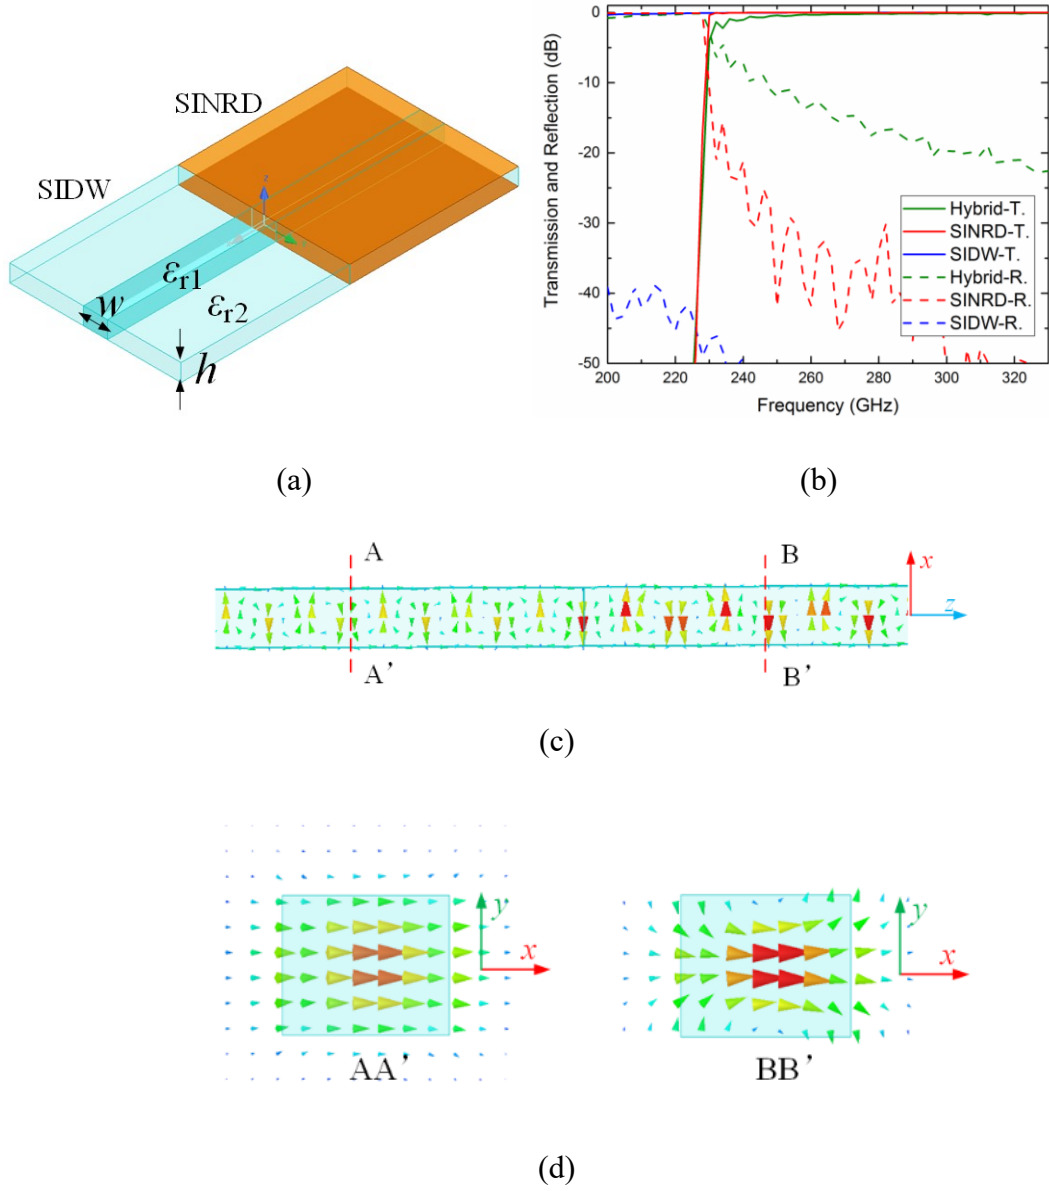 SINRD
SIDW
z
εr1
w
εr2
h
(a)
Transmission and Reflection (dB)
0
-10
-20
-30
-40
-50
200
220
240
260
280
300
320
Frequency (GHz)
Hybrid-T.
SINRD-T.
SIDW-T.
Hybrid-R.
SINRD-R.
SIDW-R.
(b)
A
B
x
z
A’
B’
(c)
y
x
AA’
y
x
BB’
(d)